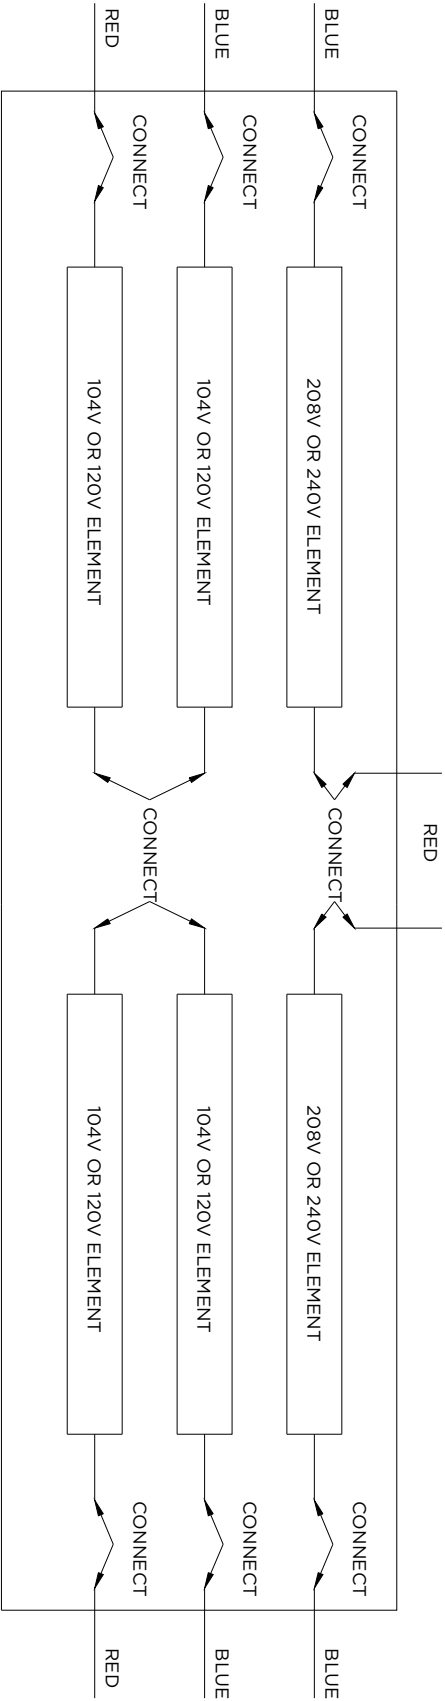 RED
CONNECT
CONNECT
BLUE
CONNECT
BLUE
208V OR 240V ELEMENT
208V OR 240V ELEMENT
CONNECT
CONNECT
BLUE
BLUE
104V OR 120V ELEMENT
104V OR 120V ELEMENT
CONNECT
CONNECT
CONNECT
RED
RED
104V OR 120V ELEMENT
104V OR 120V ELEMENT